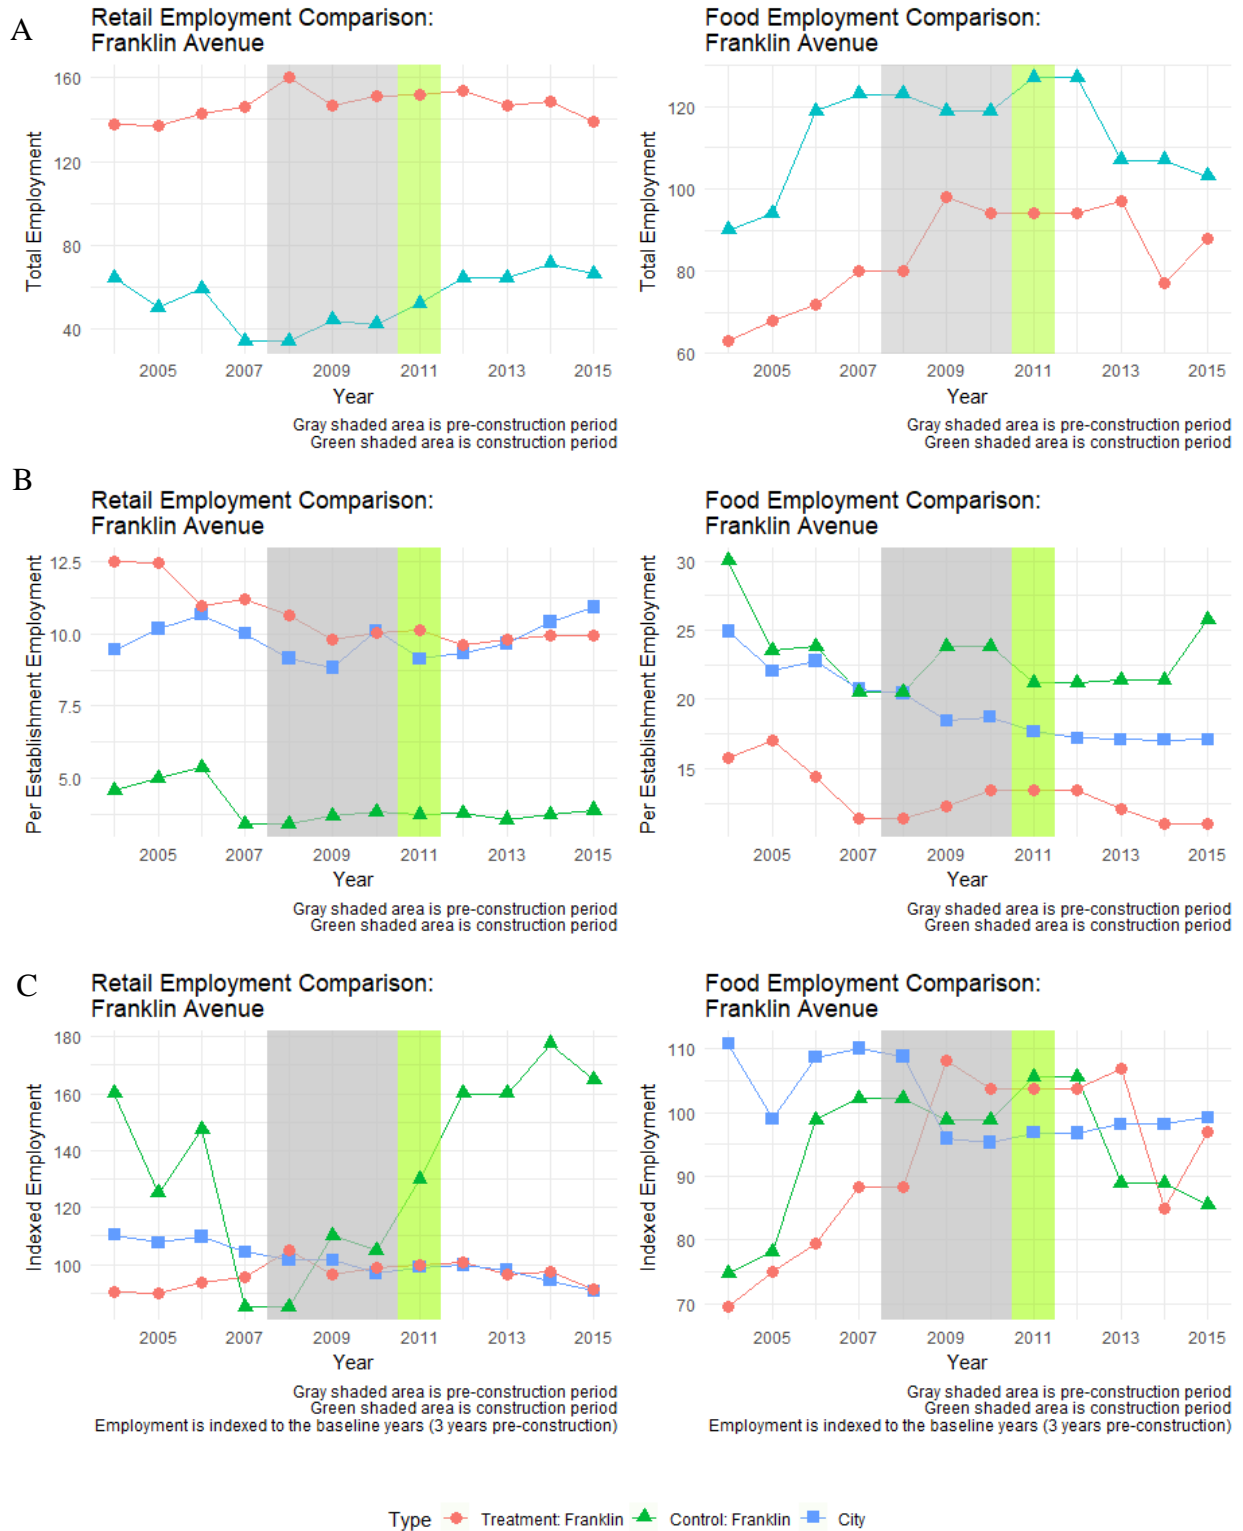 A
Retail Employment Comparison:
Franklin Avenue
160
120
80
40
Total Employment
2005 2007 2009 2011 2013 2015
Year
Gray shaded area is pre-construction period
Green shaded area is construction period
Food Employment Comparison:
Franklin Avenue
120
100
80
60
Total Employment
2005 2007 2009 2011 2013 2015
Year
Gray shaded area is pre-construction period
Green shaded area is construction period
B
Retail Employment Comparison:
Franklin Avenue
12.5
10.0
7.5
5.0
Per Establishment Employment
2005 2007 2009 2011 2013 2015
Year
Gray shaded area is pre-construction period
Green shaded area is construction period
Food Employment Comparison:
Franklin Avenue
30
25
20
15
Per Establishment Employment
2005 2007 2009 2011 2013 2015
Year
Gray shaded area is pre-construction period
Green shaded area is construction period
C
Retail Employment Comparison:
Franklin Avenue
180
160
140
120
100
Indexed Employment
2005 2007 2009 2011 2013 2015
Year
Gray shaded area is pre-construction period
Green shaded area is construction period
Employment is indexed to the baseline years (3 years pre-construction)
Food Employment Comparison:
Franklin Avenue
110
100
90
80
70
Indexed Employment
2005 2007 2009 2011 2013 2015
Year
Gray shaded area is pre-construction period
Green shaded area is construction period
Employment is indexed to the baseline years (3 years pre-construction)
Type Treatment: Franklin Control: Franklin City